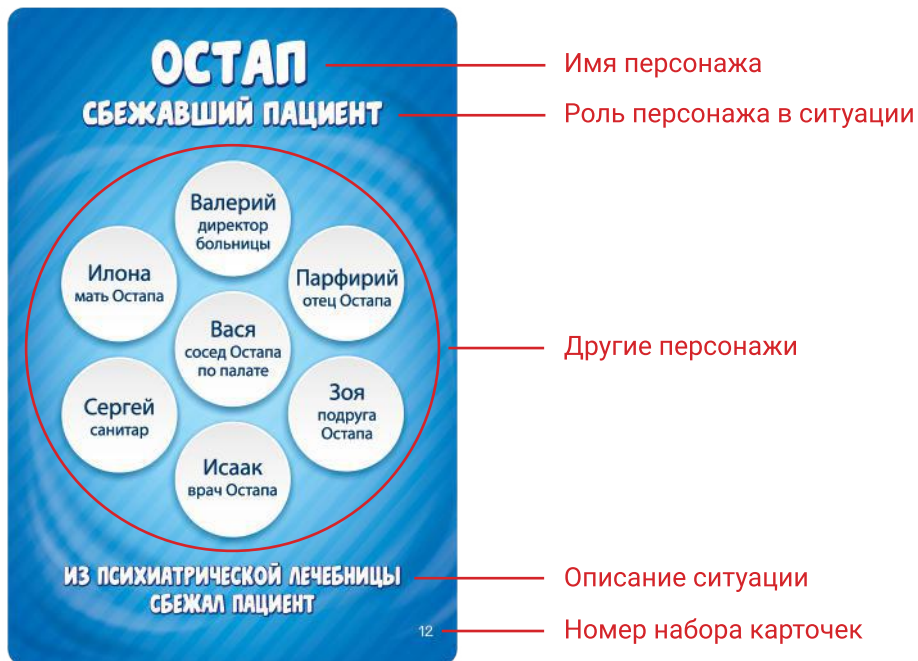 ОСТАП
СБЕЖАВШИЙ ПАЦИЕНТ
Валерий
директор
больницы
Илона
мать Остапа
Парфирий
отец Остапа
Вася
сосед Остапа
по палате
Сергей
санитар
Зоя
подруга
Остапа
Исаак
врач Остапа
ИЗ ПСИХИАТРИЧЕСКОЙ ЛЕЧЕБНИЦЫ
СБЕЖАЛ ПАЦИЕНТ
12
Имя персонажа
Роль персонажа в ситуации
Другие персонажи
Описание ситуации
Номер набора карточек